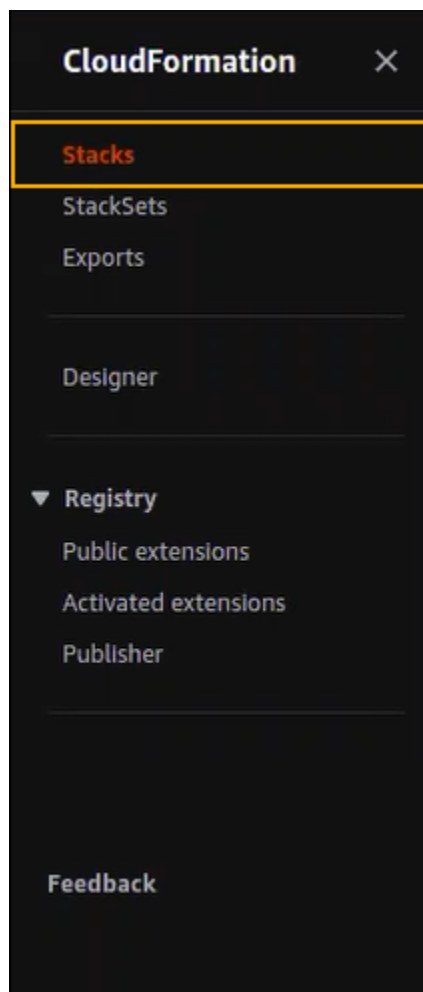 CloudFormation
Stacks
StackSets
Exports
Designer
Registry
Public extensions
Activated extensions
Publisher
Feedback